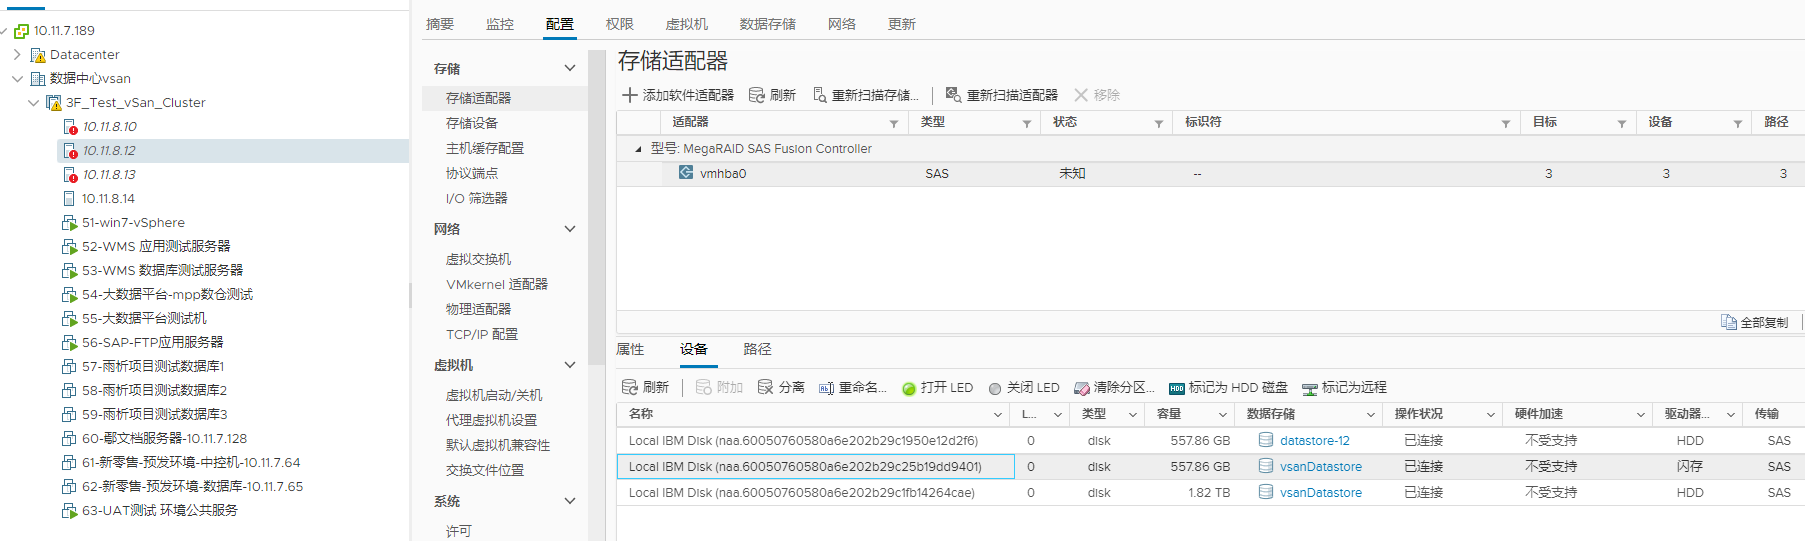 10.11.7.189
Datacenter
数据中心vsan
3F_Test_vSan_Cluster
10.11.8.10
10.11.8.12
10.11.8.13
10.11.8.14
51-win7-vSphere
52-WMS 应用测试服务器
53-WMS 数据库测试服务器
54-大数据平台-mpp数仓测试
55-大数据平台测试机
56-SAP-FTP应用服务器
57-雨析项目测试数据库1
58-雨析项目测试数据库2
59-雨析项目测试数据库3
60-鄢文档服务器-10.11.7.128
61-新零售-预发环境-中控机-10.11.7.64
62-新零售-预发环境-数据库-10.11.7.65
63-UAT测试 环境公共服务
摘要 监控 配置 权限 虚拟机 数据存储 网络 更新
存储
存储适配器
存储设备
主机缓存配置
协议端点
I/O 筛选器
网络
虚拟交换机
VMkernel 适配器
物理适配器
TCP/IP 配置
虚拟机
虚拟机启动/关机
代理虚拟机设置
默认虚拟机兼容性
交换文件位置
系统
许可
存储适配器
添加软件适配器 刷新 重新扫描存储... 重新扫描适配器 移除
适配器 类型 状态 标识符 目标 设备 路径
型号: MegaRAID SAS Fusion Controller
vmhba0 SAS 未知 -- 3 3 3
全部复制
属性 设备 路径
刷新 附加 分离 重命名... 打开 LED 关闭 LED 清除分区... 标记为 HDD 磁盘 标记为远程
名称 L... 类型 容量 数据存储 操作状况 硬件加速 驱动器... 传输
Local IBM Disk (naa.60050760580a6e202b29c1950e12d2f6) 0 disk 557.86 GB datastore-12 已连接 不受支持 HDD SAS
Local IBM Disk (naa.60050760580a6e202b29c25b19dd9401) 0 disk 557.86 GB vsanDatastore 已连接 不受支持 闪存 SAS
Local IBM Disk (naa.60050760580a6e202b29c1fb14264cae) 0 disk 1.82 TB vsanDatastore 已连接 不受支持 HDD SAS